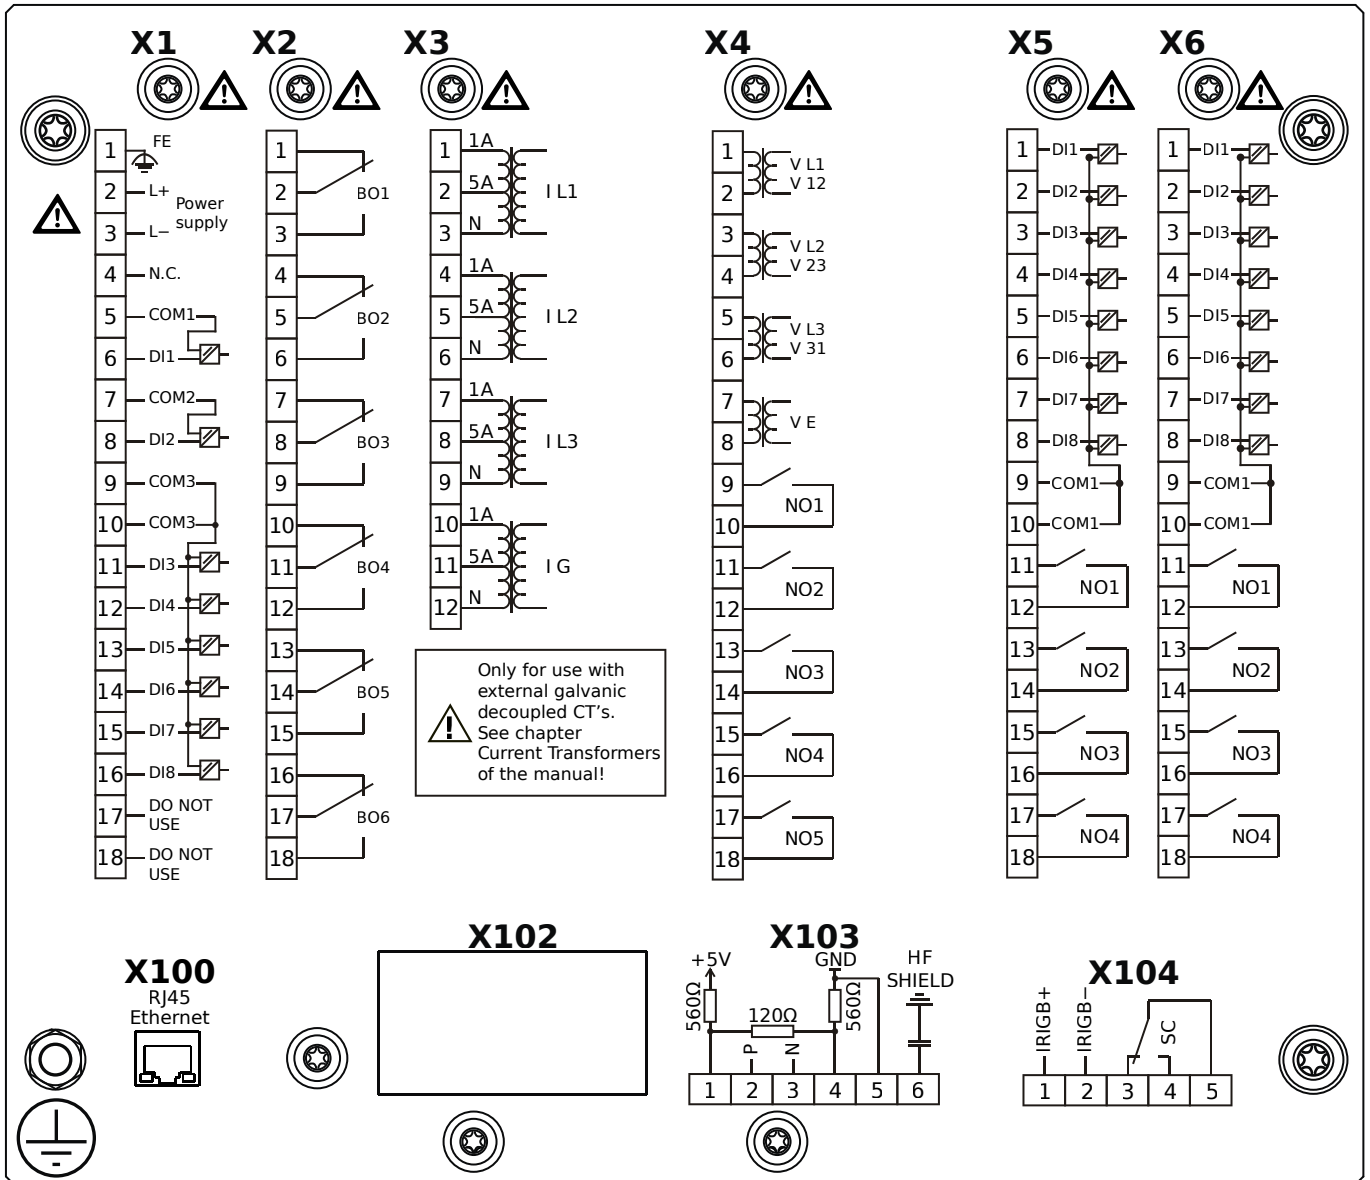 X1 X2 X3 X4 X5 X6
1 FE
2 L+
Power
supply
3 L−
4 N.C.
5 COM1
6 DI1
7 COM2
8 DI2
9 COM3
10 COM3
11 DI3
12 DI4
13 DI5
14 DI6
15 DI7
16 DI8
17 DO NOT
USE
18 DO NOT
USE
1
2 BO1
3
4
5 BO2
6
7
8 BO3
9
10
11 BO4
12
13
14 BO5
15
16
17 BO6
18
1 1A
2 5A I L1
3 N
4 1A
5 5A I L2
6 N
7 1A
8 5A I L3
9 N
10 1A
11 5A I G
12 N
Only for use with
external galvanic
decoupled CT's.
See chapter
Current Transformers
of the manual!
1 V L1
2 V 12
3 V L2
4 V 23
5 V L3
6 V 31
7
V E
8
9
NO1
10
11
NO2
12
13
NO3
14
15
NO4
16
17
NO5
18
1 DI1
2 DI2
3 DI3
4 DI4
5 DI5
6 DI6
7 DI7
8 DI8
9 COM1
10 COM1
11
NO1
12
13
NO2
14
15
NO3
16
17
NO4
18
1 DI1
2 DI2
3 DI3
4 DI4
5 DI5
6 DI6
7 DI7
8 DI8
9 COM1
10 COM1
11
NO1
12
13
NO2
14
15
NO3
16
17
NO4
18
X100
RJ45
Ethernet
X102
X103
+5V GND HF
SHIELD
560Ω 120Ω 560Ω
P N
1 2 3 4 5 6
X104
IRIGB+ IRIGB− SC
1 2 3 4 5